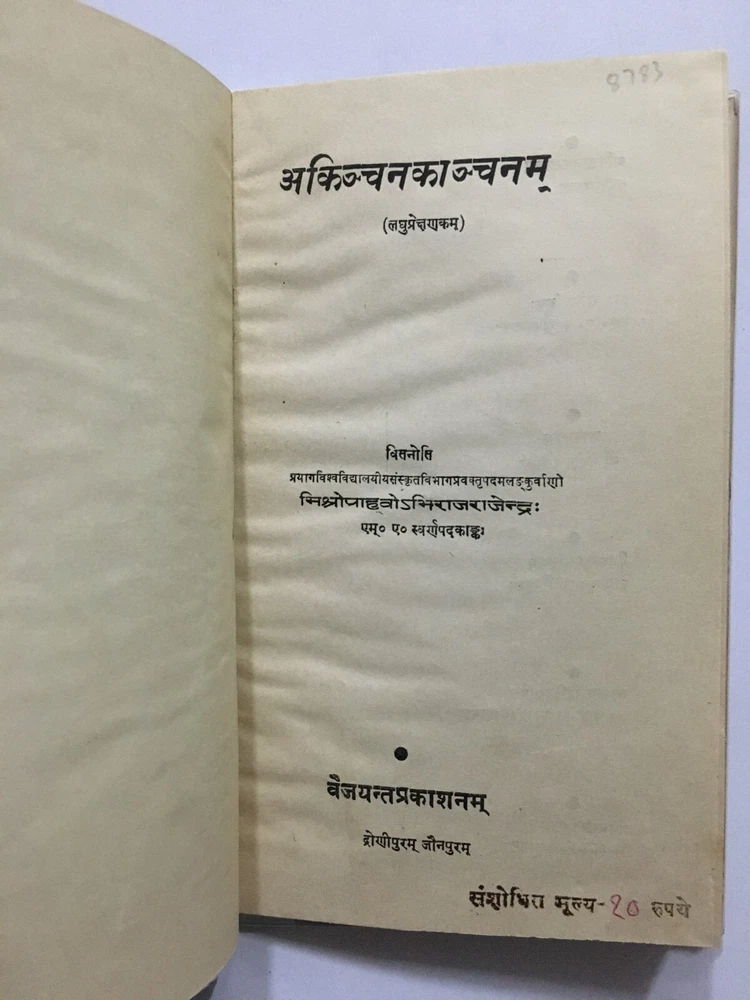 8783
अकिञ्चनकाञ्चनम्
(लघुप्रेक्षणकम्)
वितनोति
प्रयागविश्वविद्यालयीयसंस्कृतविभागप्रवक्तृपदमलङ्कुर्वाणो
मिश्रोपाह्वोऽभिराजराजेन्द्रः
एम्० ए० स्वर्णपदकाङ्कः
वैजयन्तप्रकाशनम्
द्रोणीपुरम् जौनपुरम्
संशोधित मूल्य-१० रुपये